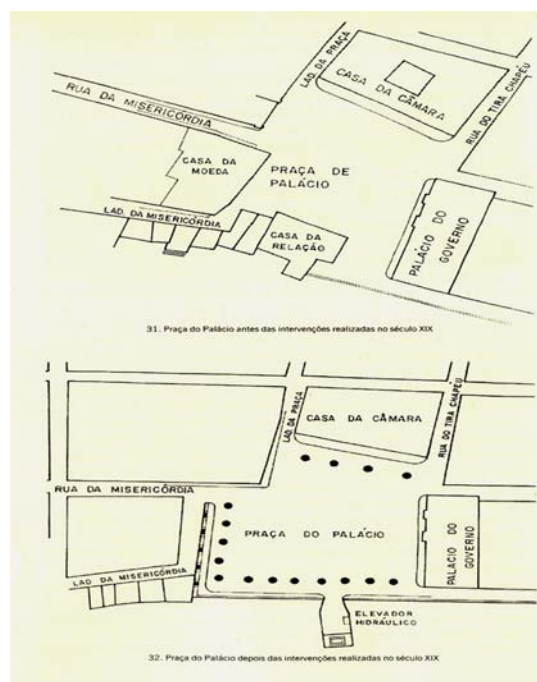 LAD. DA PRAÇA
CASA DA CÂMARA
RUA DO TIRA CHAPÉU
RUA DA MISERICÓRDIA
CASA DA
MOEDA
PRAÇA DE
PALÁCIO
LAD. DA MISERICÓRDIA
CASA DA
RELAÇÃO
PALÁCIO DO
GOVERNO
31. Praça do Palácio antes das intervenções realizadas no século XIX
LAD. DA PRAÇA
CASA DA CÂMARA
RUA DO TIRA CHAPÉU
RUA DA MISERICÓRDIA
PRAÇA DO PALÁCIO
PALACIO DO
GOVERNO
LAD. DA MISERICÓRDIA
ELEVADOR
HIDRÁULICO
32. Praça do Palácio depois das intervenções realizadas no século XIX